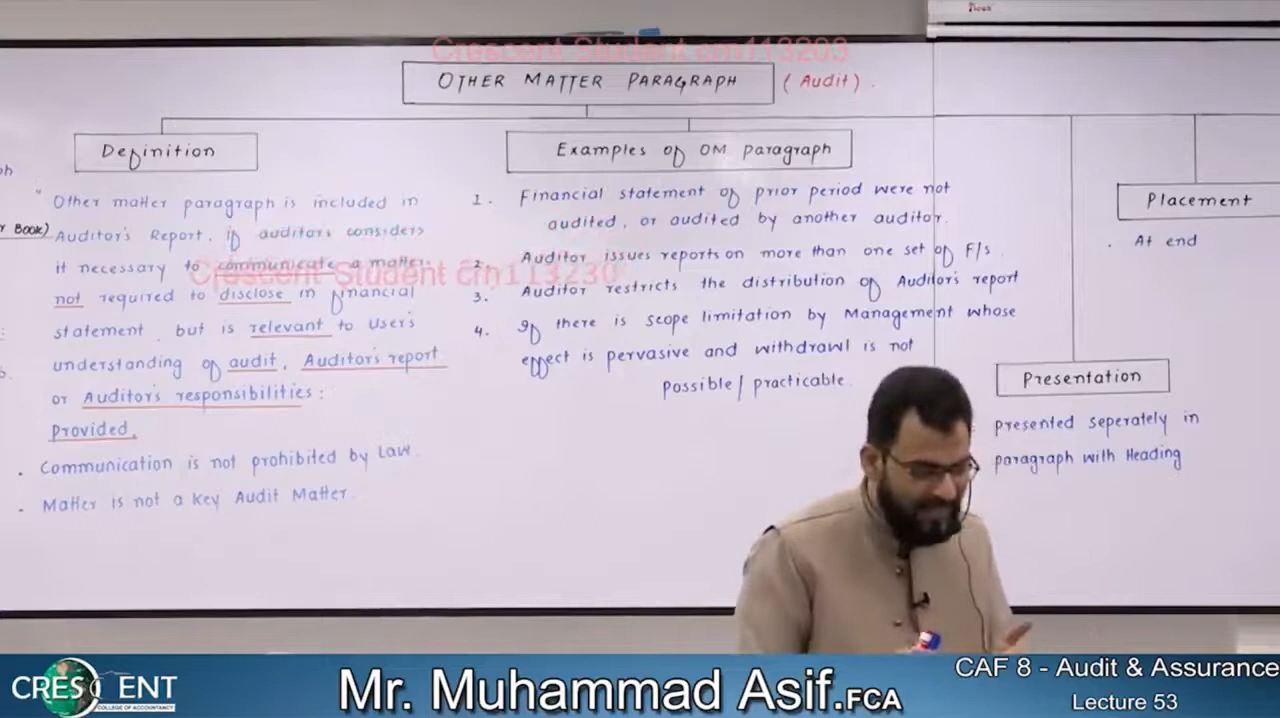 Crescent Student cm113203
OTHER MATTER PARAGRAPH (Audit).
Definition
"Other matter paragraph is included in
Book)
Auditor's Report, if auditors considers
it necessary to communicate a matter
not required to disclose in financial
statement, but is relevant to user's
understanding of audit, Auditor's report
or Auditor's responsibilities:
provided.
. Communication is not prohibited by Law.
. Matter is not a key Audit Matter.
Crescent Student cm113230
Examples of OM paragraph
1. Financial statement of prior period were not
audited, or audited by another auditor.
2. Auditor issues reports on more than one set of F/s.
3. Auditor restricts the distribution of Auditor's report
4. If there is scope limitation by Management whose
effect is pervasive and withdrawl is not
possible/practicable.
Presentation
presented seperately in
paragraph with Heading
Placement
. At end
CRESCENT
COLLEGE OF ACCOUNTANCY
Mr. Muhammad Asif.FCA
CAF 8 - Audit & Assurance
Lecture 53